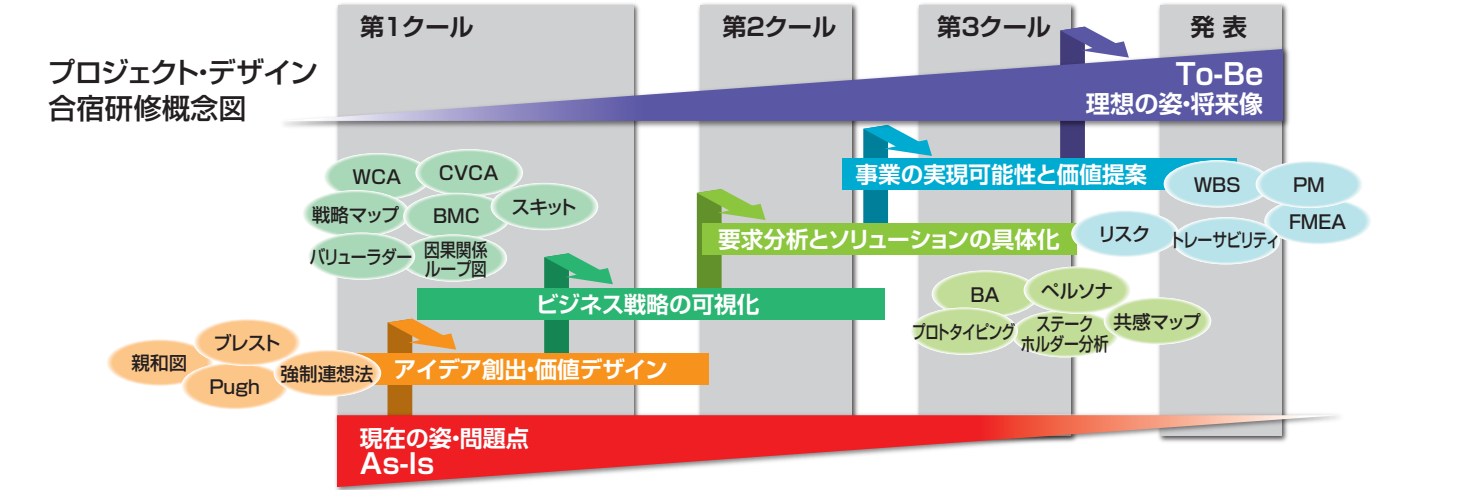 プロジェクト・デザイン
合宿研修概念図
第1クール
第2クール
第3クール
発 表
To-Be
理想の姿・将来像
事業の実現可能性と価値提案
WBS
PM
FMEA
リスク
トレーサビリティ
WCA
CVCA
戦略マップ
BMC
スキット
バリューラダー
因果関係
ループ図
要求分析とソリューションの具体化
BA
ペルソナ
プロトタイピング
ステーク
ホルダー分析
共感マップ
ビジネス戦略の可視化
親和図
ブレスト
Pugh
強制連想法
アイデア創出・価値デザイン
現在の姿・問題点
As-Is